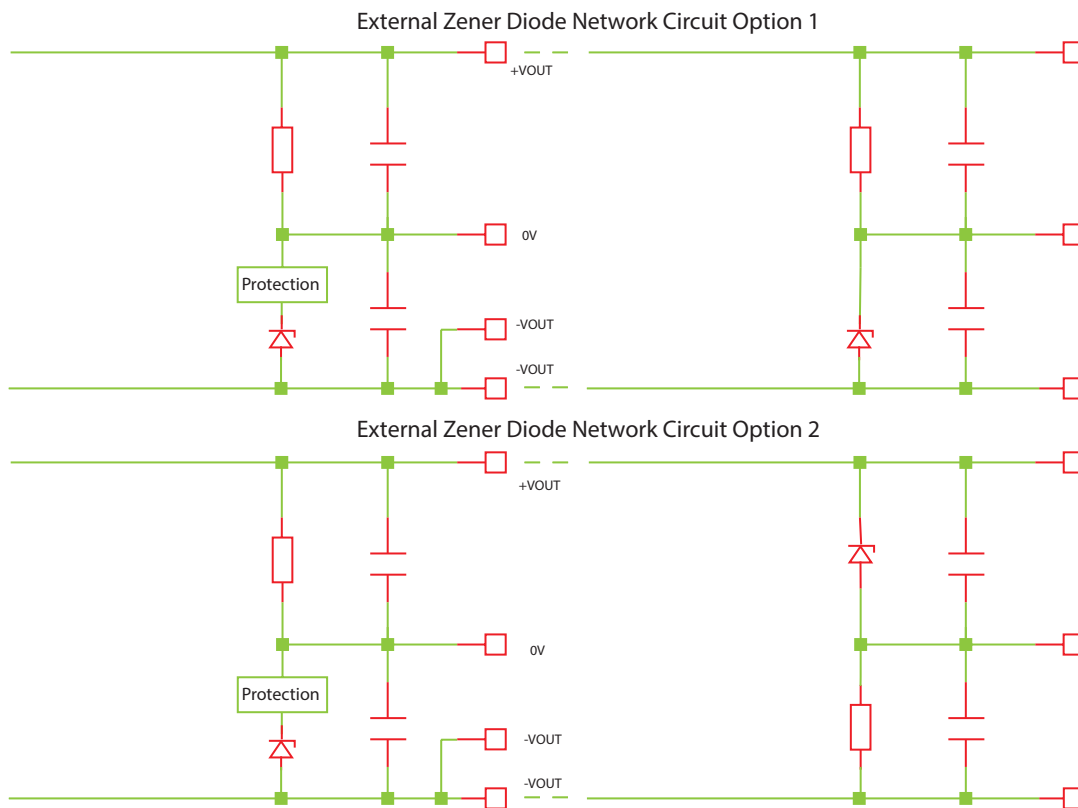 External Zener Diode Network Circuit Option 1
+VOUT
0V
Protection
-VOUT
-VOUT
External Zener Diode Network Circuit Option 2
+VOUT
0V
Protection
-VOUT
-VOUT